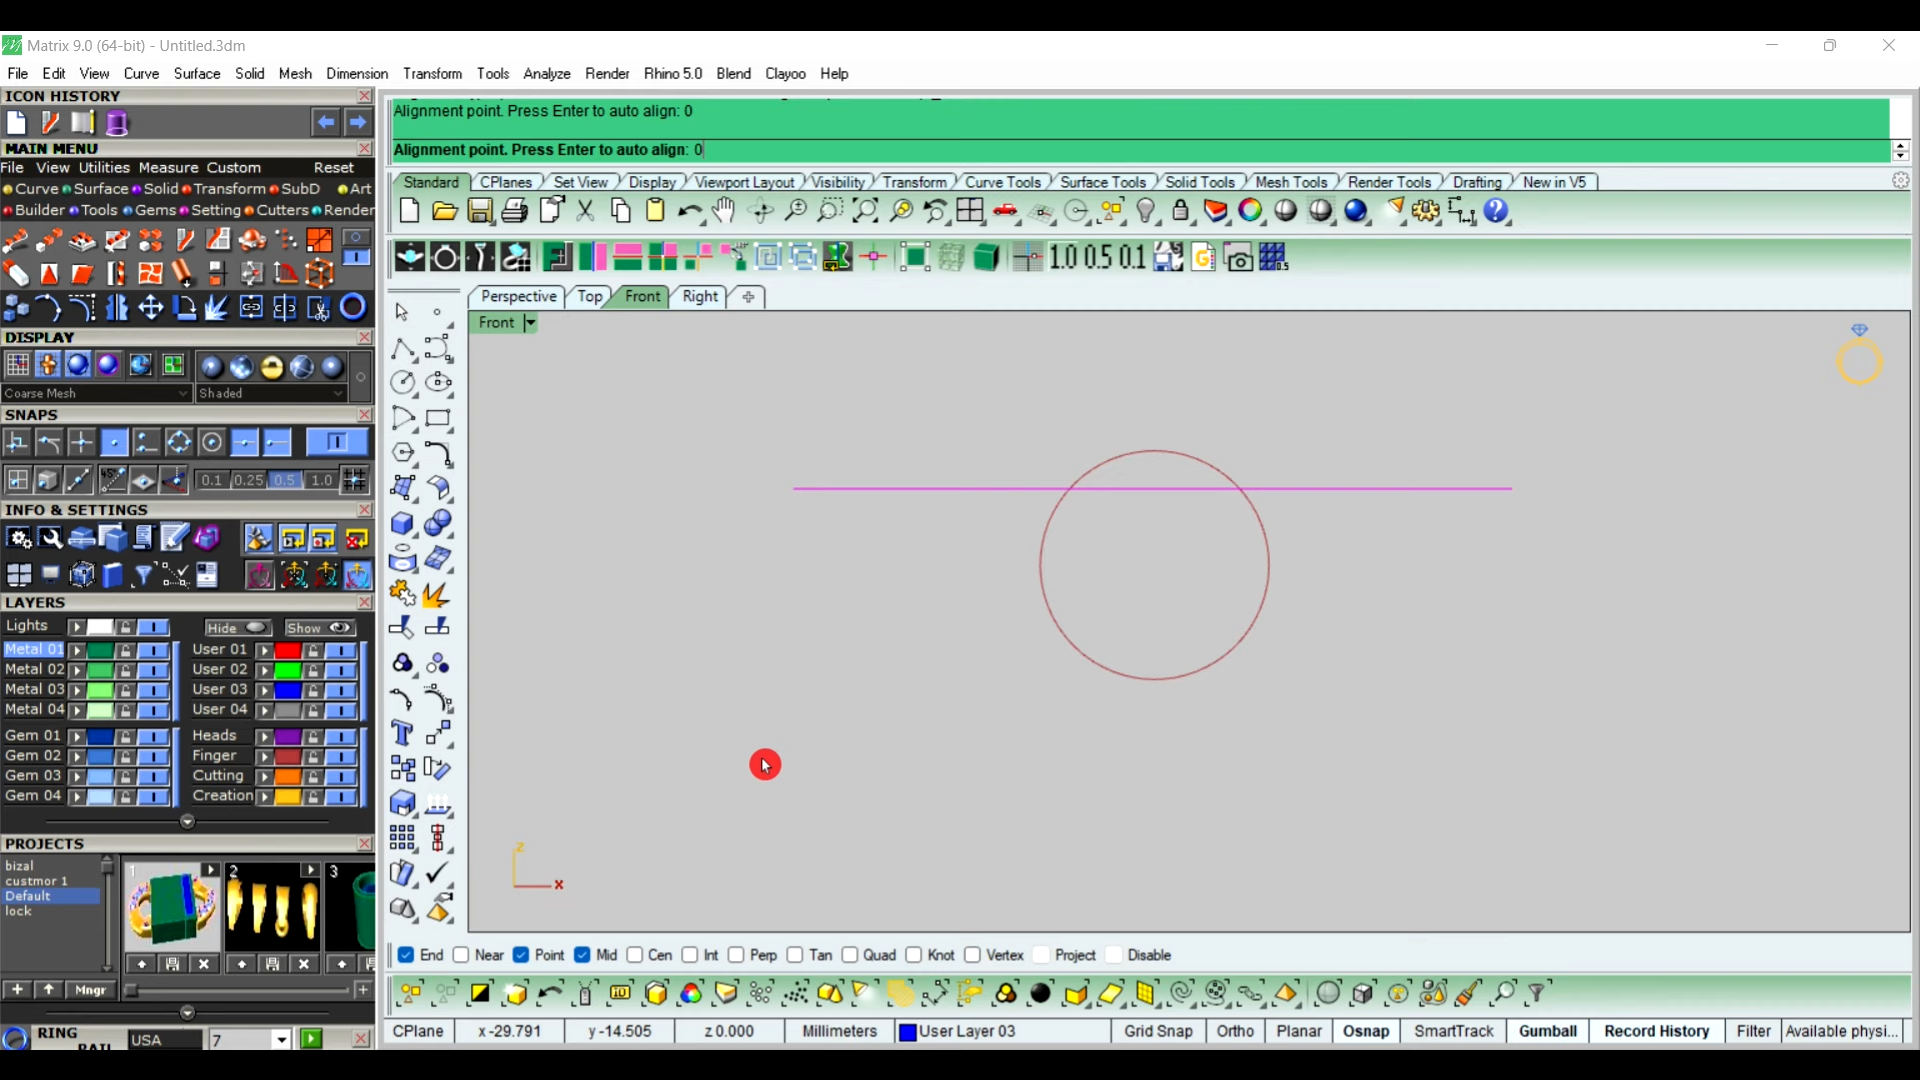 Matrix 9.0 (64-bit) - Untitled.3dm
File Edit View Curve Surface Solid Mesh Dimension Transform Tools Analyze Render Rhino 5.0 Blend Clayoo Help
ICON HISTORY
MAIN MENU
File View Utilities Measure Custom Reset
Curve Surface Solid Transform SubD Art
Builder Tools Gems Setting Cutters Render
DISPLAY
Coarse Mesh Shaded
SNAPS
0.1 0.25 0.5 1.0
INFO & SETTINGS
LAYERS
Lights Hide Show
Metal 01 User 01
Metal 02 User 02
Metal 03 User 03
Metal 04 User 04
Gem 01 Heads
Gem 02 Finger
Gem 03 Cutting
Gem 04 Creation
PROJECTS
bizal
custmor 1
Default
lock
1 2 3
+ Mngr +
RING USA 7
RAIL
Alignment point. Press Enter to auto align: 0
Alignment point. Press Enter to auto align: 0
Standard CPlanes Set View Display Viewport Layout Visibility Transform Curve Tools Surface Tools Solid Tools Mesh Tools Render Tools Drafting New in V5
1.0 0.5 0.1
Perspective Top Front Right
Front
z
x
End Near Point Mid Cen Int Perp Tan Quad Knot Vertex Project Disable
CPlane x -29.791 y -14.505 z 0.000 Millimeters User Layer 03 Grid Snap Ortho Planar Osnap SmartTrack Gumball Record History Filter Available physi...